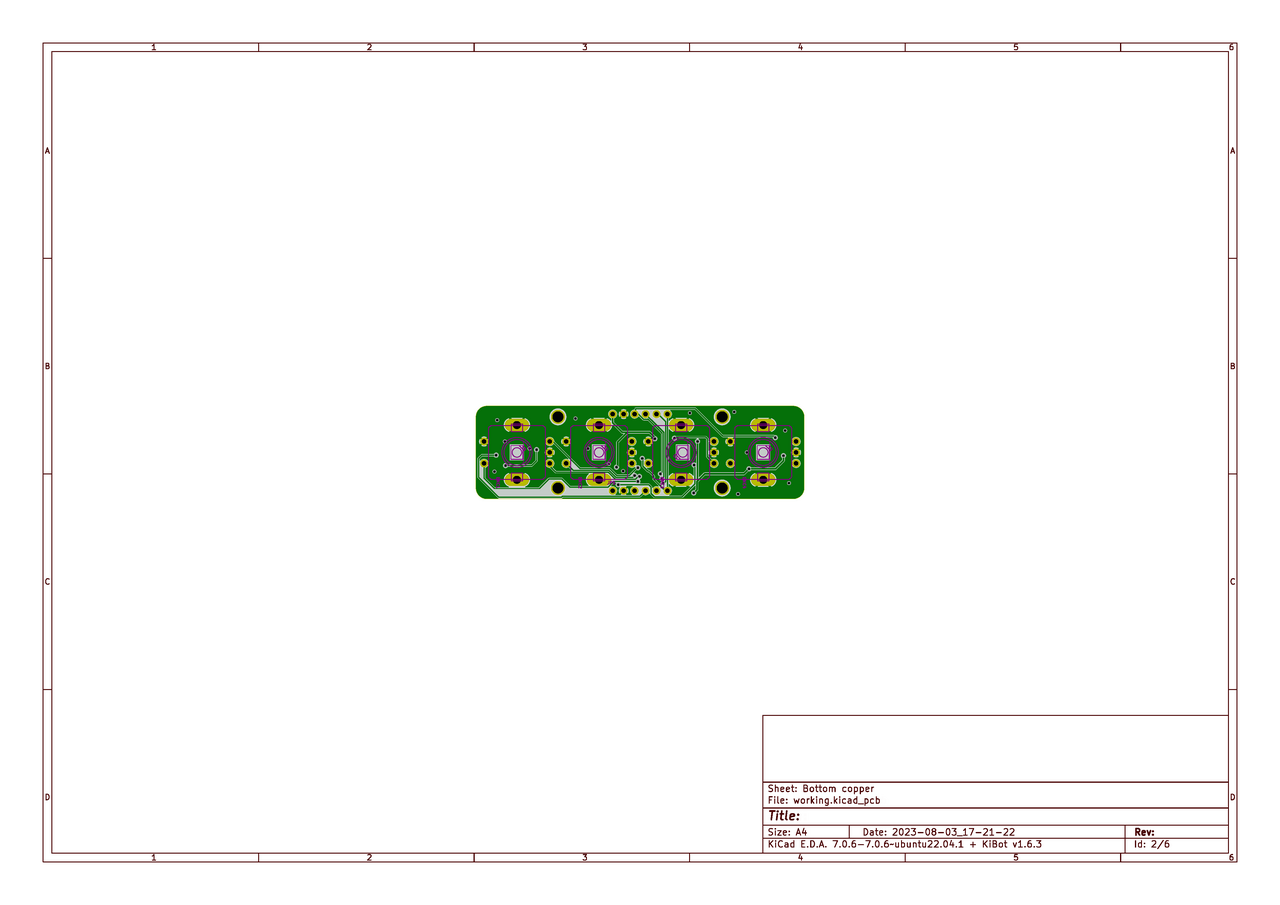 1 2 3 4 5 6
A A
B B
C C
D D
Sheet: Bottom copper
File: working.kicad_pcb
Title:
Size: A4 Date: 2023-08-03_17-21-22 Rev:
KiCad E.D.A. 7.0.6-7.0.6~ubuntu22.04.1 + KiBot v1.6.3 Id: 2/6
1 2 3 4 5 6